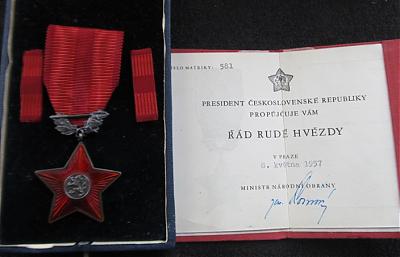 ČÍSLO MATRIKY: 581
PRESIDENT ČESKOSLOVENSKÉ REPUBLIKY
PROPŮJČUJE VÁM
ŘÁD RUDÉ HVĚZDY
V PRAZE
8. května 1957
MINISTR NÁRODNÍ OBRANY